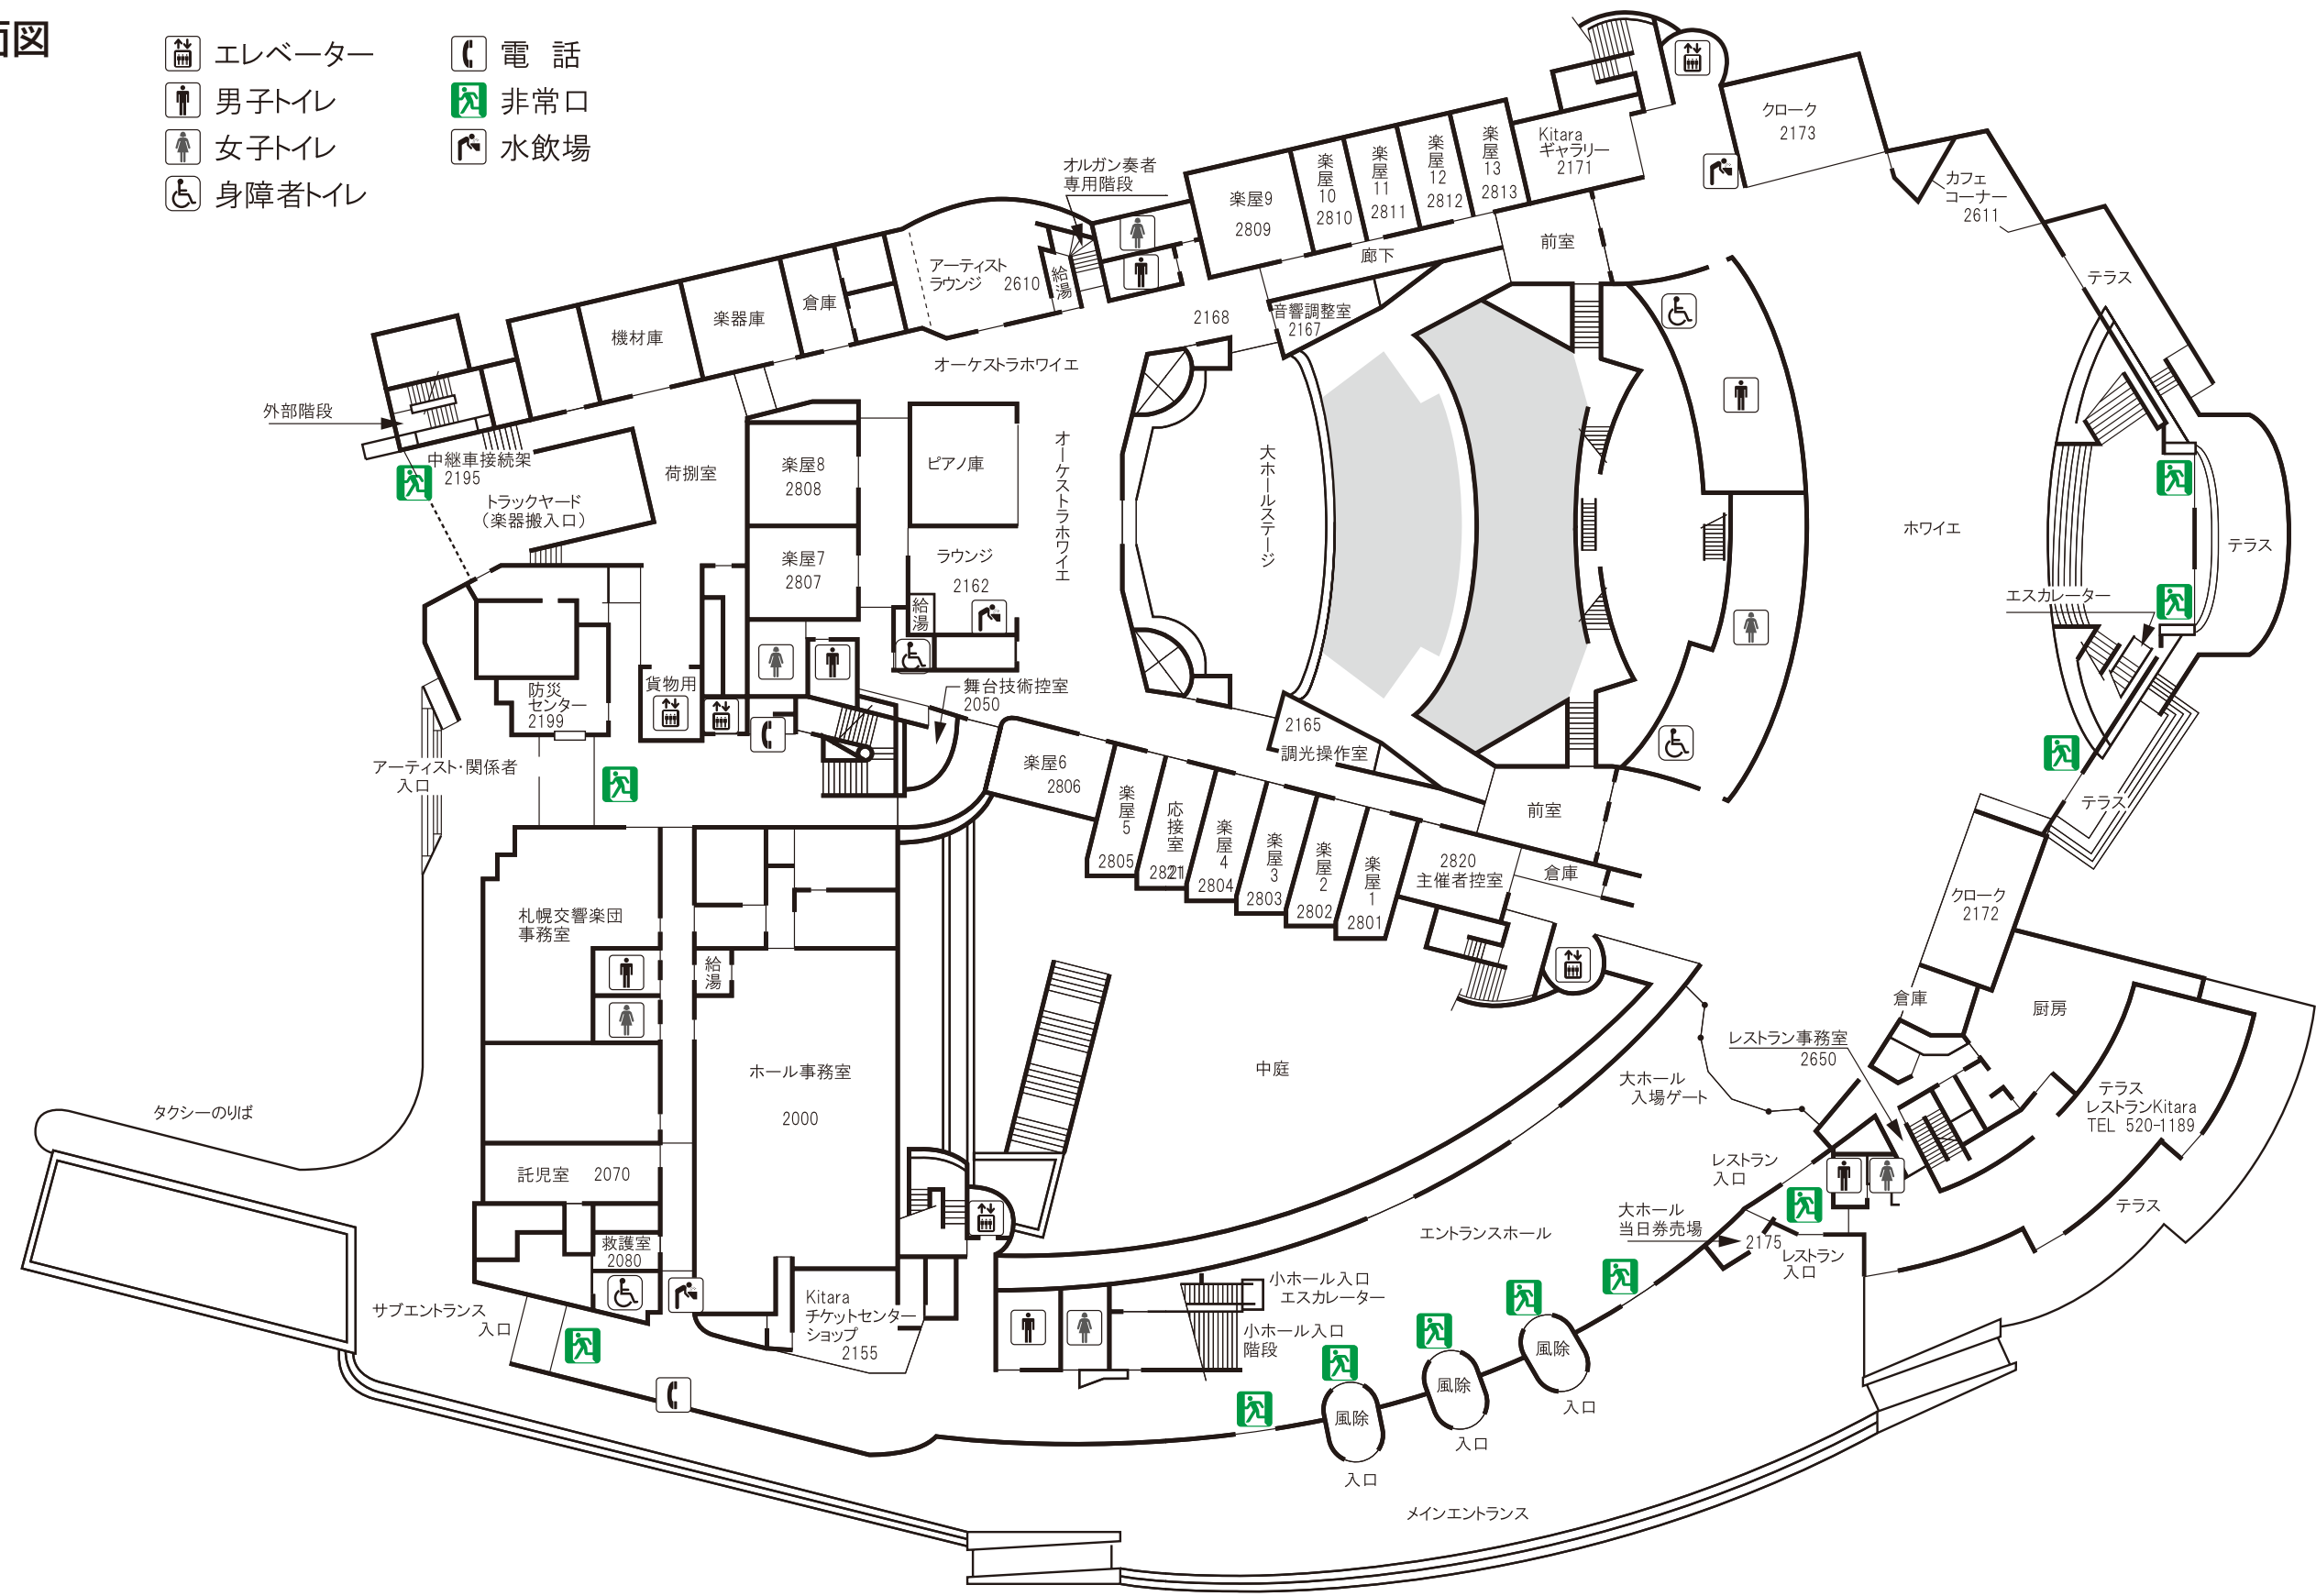 面図
エレベーター
男子トイレ
女子トイレ
身障者トイレ
電 話
非常口
水飲場
クローク
2173
Kitara
ギャラリー
2171
カフェ
コーナー
2611
オルガン奏者
専用階段
楽屋9
2809
楽屋10
2810
楽屋11
2811
楽屋12
2812
楽屋13
2813
前室
廊下
テラス
アーティスト
ラウンジ 2610
給湯
倉庫
楽器庫
機材庫
音響調整室
2167
2168
オーケストラホワイエ
外部階段
中継車接続架
2195
トラックヤード
(楽器搬入口)
荷捌室
楽屋8
2808
ピアノ庫
オーケストラホワイエ
大ホールステージ
ホワイエ
テラス
楽屋7
2807
ラウンジ
2162
給湯
エスカレーター
防災
センター
2199
貨物用
舞台技術控室
2050
2165
調光操作室
アーティスト・関係者
入口
楽屋6
2806
楽屋5
2805
応接室
2821
楽屋4
2804
楽屋3
2803
楽屋2
2802
楽屋1
2801
2820
主催者控室
前室
倉庫
テラス
クローク
2172
札幌交響楽団
事務室
給湯
倉庫
厨房
レストラン事務室
2650
ホール事務室
2000
中庭
大ホール
入場ゲート
テラス
レストランKitara
TEL 520-1189
タクシーのりば
託児室 2070
レストラン
入口
テラス
大ホール
当日券売場
2175
レストラン
入口
エントランスホール
救護室
2080
サブエントランス
入口
Kitara
チケットセンター
ショップ
2155
小ホール入口
エスカレーター
小ホール入口
階段
風除
風除
風除
入口
入口
入口
メインエントランス